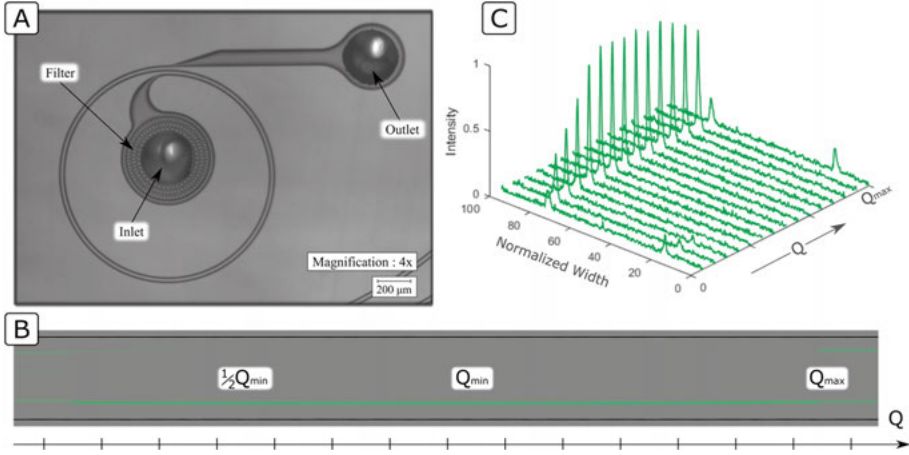 A
Filter
Outlet
Inlet
Magnification : 4x
200 μm
C
Intensity
1
0.5
0
100
80
60
40
20
0
0
Normalized Width
Q
Qmax
B
½Qmin
Qmin
Qmax
Q